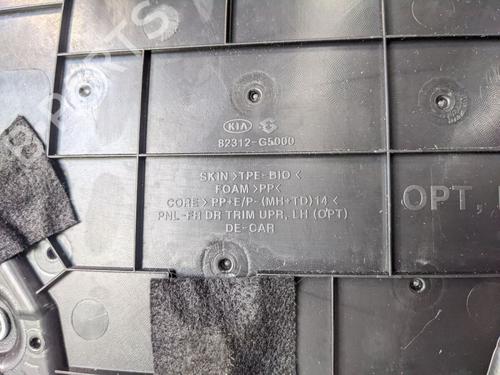 KIA
82312-G5000
SKIN >TPE-BIO<
FOAM >PP<
CORE >PP+E/P-(MH+TD)14<
PNL-FR DR TRIM UPR, LH (OPT)
DE-CAR
OPT,
PARTS